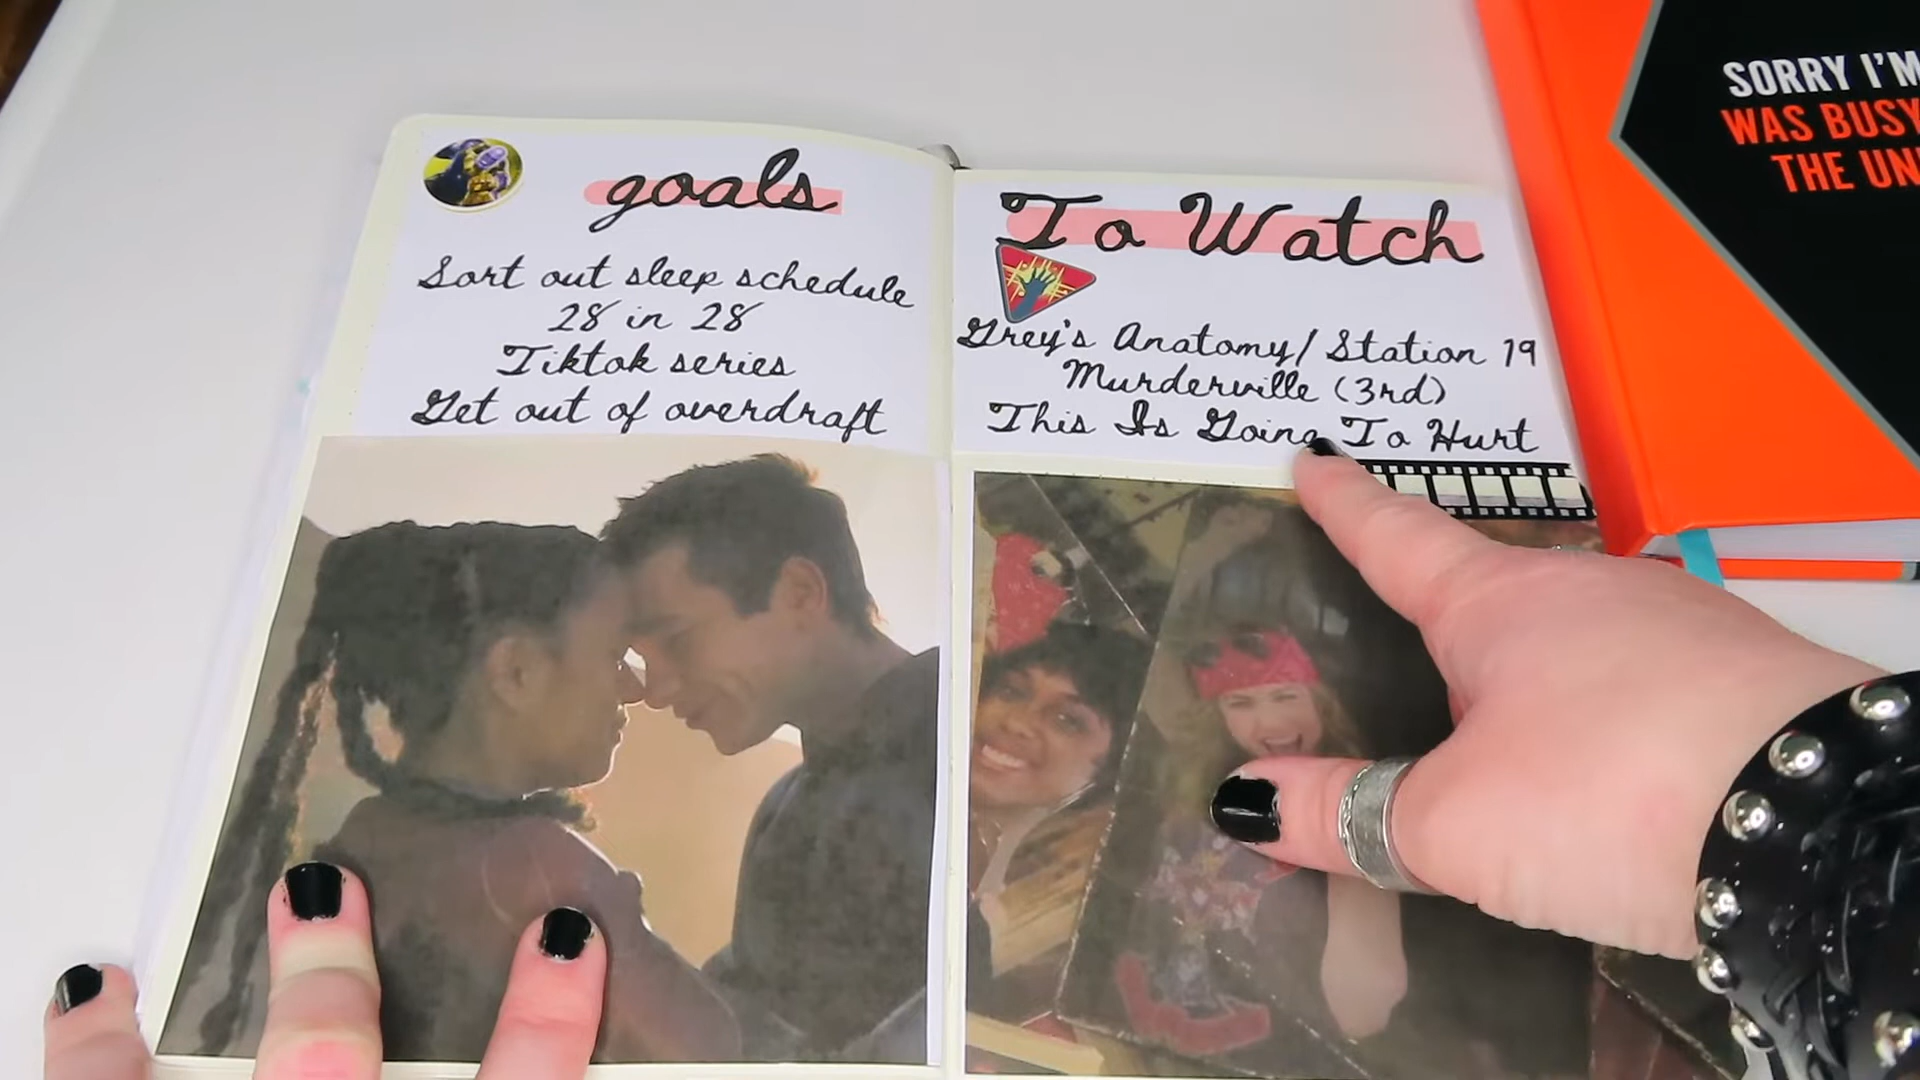 goals
Sort out sleep schedule
28 in 28
Tiktok series
Get out of overdraft
To Watch
Grey's Anatomy/Station 19
Murderville (3rd)
This Is Going To Hurt
SORRY I'M
WAS BUSY
THE